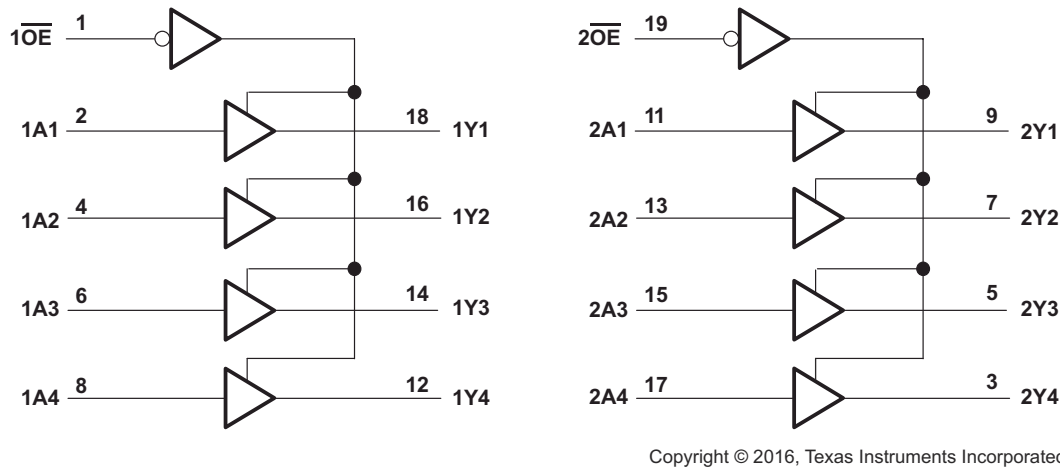 1O̅E̅ 1
1A1 2 18 1Y1
1A2 4 16 1Y2
1A3 6 14 1Y3
1A4 8 12 1Y4
2O̅E̅ 19
2A1 11 9 2Y1
2A2 13 7 2Y2
2A3 15 5 2Y3
2A4 17 3 2Y4
Copyright © 2016, Texas Instruments Incorporated